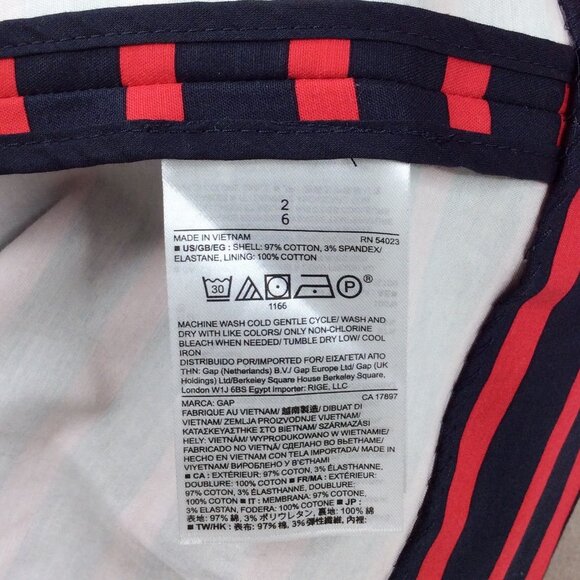 2
6
MADE IN VIETNAM RN 54023
■ US/GB/EG : SHELL: 97% COTTON, 3% SPANDEX/
ELASTANE, LINING: 100% COTTON
30 P ®
1166
MACHINE WASH COLD GENTLE CYCLE/ WASH AND
DRY WITH LIKE COLORS/ ONLY NON-CHLORINE
BLEACH WHEN NEEDED/ TUMBLE DRY LOW/ COOL
IRON
DISTRIBUIDO POR/IMPORTED FOR/ ΕΙΣΑΓΕΤΑΙ ΑΠΟ
ΤΗΝ: Gap (Netherlands) B.V./ Gap Europe Ltd/ Gap (UK
Holdings) Ltd/Berkeley Square House Berkeley Square,
London W1J 6BS Egypt Importer: RIGE, LLC
MARCA: GAP CA 17897
FABRIQUE AU VIETNAM/ 越南製造/ DIBUAT DI
VIETNAM/ ZEMLJA PROIZVODNJE VIJETNAM/
ΚΑΤΑΣΚΕΥΑΣΤΗΚΕ ΣΤΟ ΒΙΕΤΝΑΜ/ SZÁRMAZÁSI
HELY: VIETNÁM/ WYPRODUKOWANO W WIETNAMIE/
FABRICADO NO VIETNÃ/ СДЕЛАНО ВО ВЬЕТНАМЕ/
HECHO EN VIETNAM CON TELA IMPORTADA/ MADE IN
VIYETNAM/ ВИРОБЛЕНО У В'ЄТНАМІ
■ CA : EXTÉRIEUR: 97% COTON, 3% ÉLASTHANNE,
DOUBLURE: 100% COTON ■ FR/MA : EXTÉRIEUR:
97% COTON, 3% ÉLASTHANNE, DOUBLURE:
100% COTON ■ IT : MEMBRANA: 97% COTONE,
3% ELASTAN, FODERA: 100% COTONE ■ JP :
表地: 97% 綿, 3% ポリウレタン, 裏地: 100% 綿
■ TW/HK : 表布: 97% 棉, 3% 弾性纖維, 內裡: